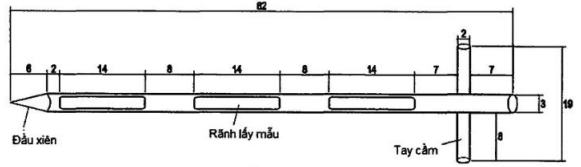 82
6 2 14 8 14 8 14 7 2 7
3
19
8
Đầu xiên
Rãnh lấy mẫu
Tay cầm